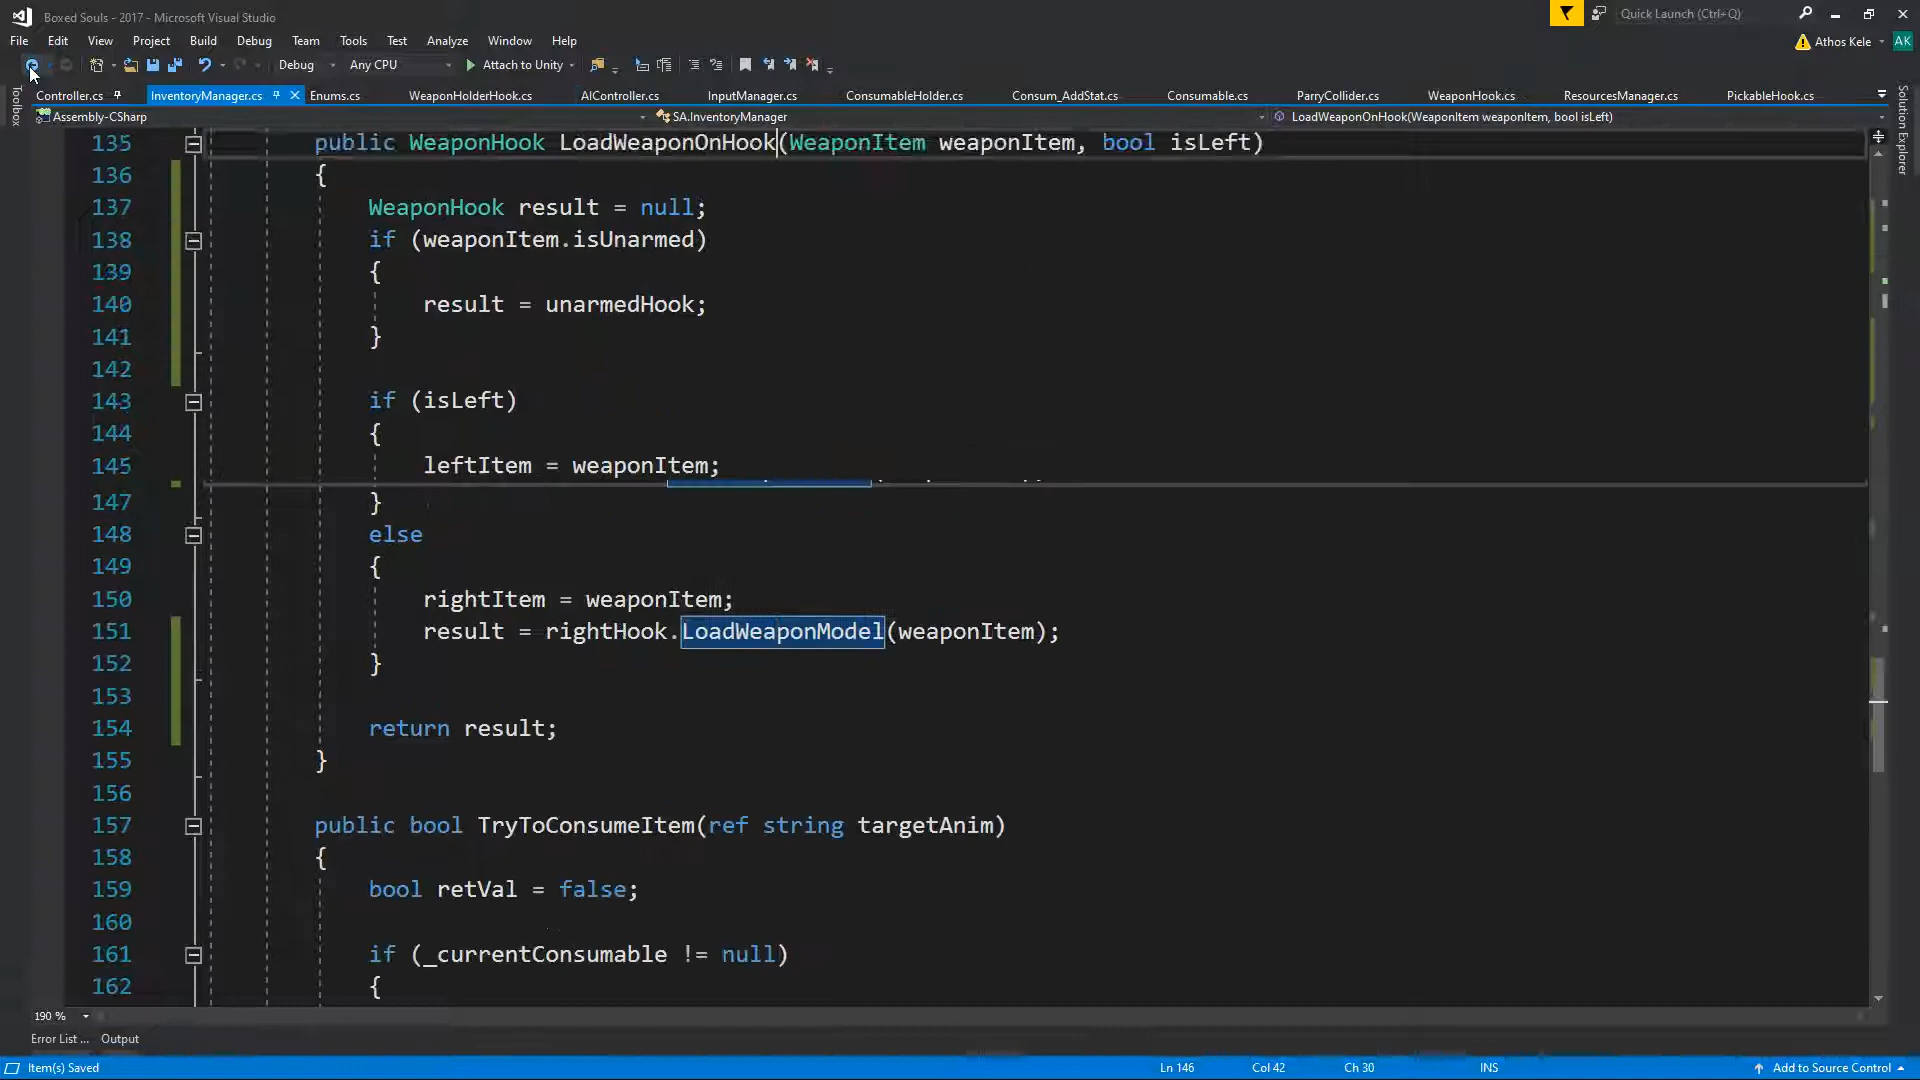 Boxed Souls - 2017 - Microsoft Visual Studio
Quick Launch (Ctrl+Q)
File Edit View Project Build Debug Team Tools Test Analyze Window Help
Athos Kele AK
Debug Any CPU Attach to Unity
Controller.cs InventoryManager.cs Enums.cs WeaponHolderHook.cs AIController.cs InputManager.cs ConsumableHolder.cs Consum_AddStat.cs Consumable.cs ParryCollider.cs WeaponHook.cs ResourcesManager.cs PickableHook.cs
Toolbox
Solution Explorer
Assembly-CSharp SA.InventoryManager LoadWeaponOnHook(WeaponItem weaponItem, bool isLeft)
135 public WeaponHook LoadWeaponOnHook(WeaponItem weaponItem, bool isLeft)
136 {
137 WeaponHook result = null;
138 if (weaponItem.isUnarmed)
139 {
140 result = unarmedHook;
141 }
142
143 if (isLeft)
144 {
145 leftItem = weaponItem;
147 }
148 else
149 {
150 rightItem = weaponItem;
151 result = rightHook.LoadWeaponModel(weaponItem);
152 }
153
154 return result;
155 }
156
157 public bool TryToConsumeItem(ref string targetAnim)
158 {
159 bool retVal = false;
160
161 if (_currentConsumable != null)
162 {
190 %
Error List ... Output
Item(s) Saved Ln 146 Col 42 Ch 30 INS Add to Source Control